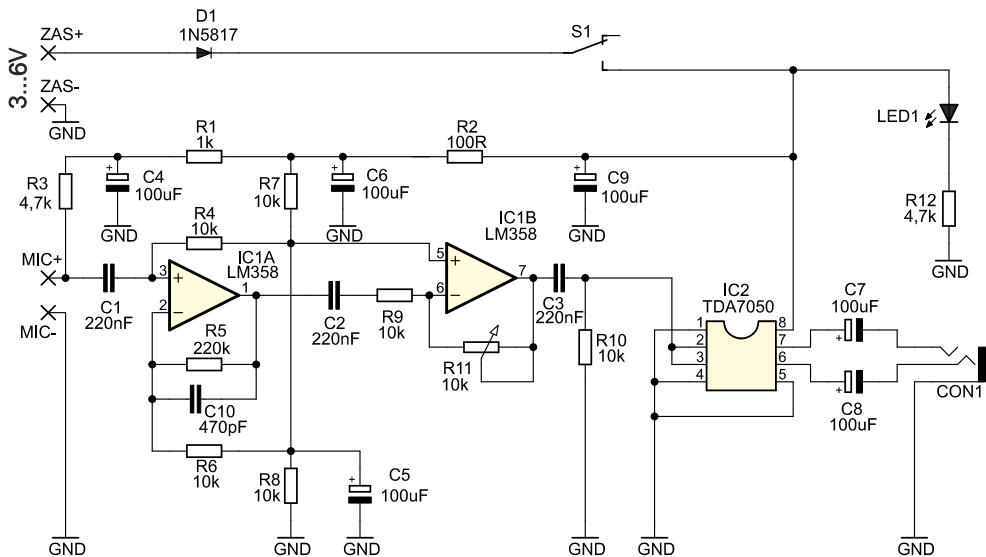 D1
1N5817
S1
ZAS+
3...6V
ZAS-
GND
LED1
R1
1k
R2
100R
R3
4,7k
C4
100uF
+
R7
10k
C6
100uF
+
C9
100uF
+
R12
4,7k
GND
GND
GND
GND
R4
10k
IC1A
LM358
IC1B
LM358
MIC+
MIC-
C1
220nF
3
+
2
−
1
5
+
6
−
7
C2
220nF
R9
10k
C3
220nF
R11
10k
R10
10k
IC2
TDA7050
1
2
3
4
8
7
6
5
C7
100uF
+
C8
100uF
+
CON1
R5
220k
C10
470pF
R6
10k
R8
10k
C5
100uF
+
GND
GND
GND
GND
GND
GND